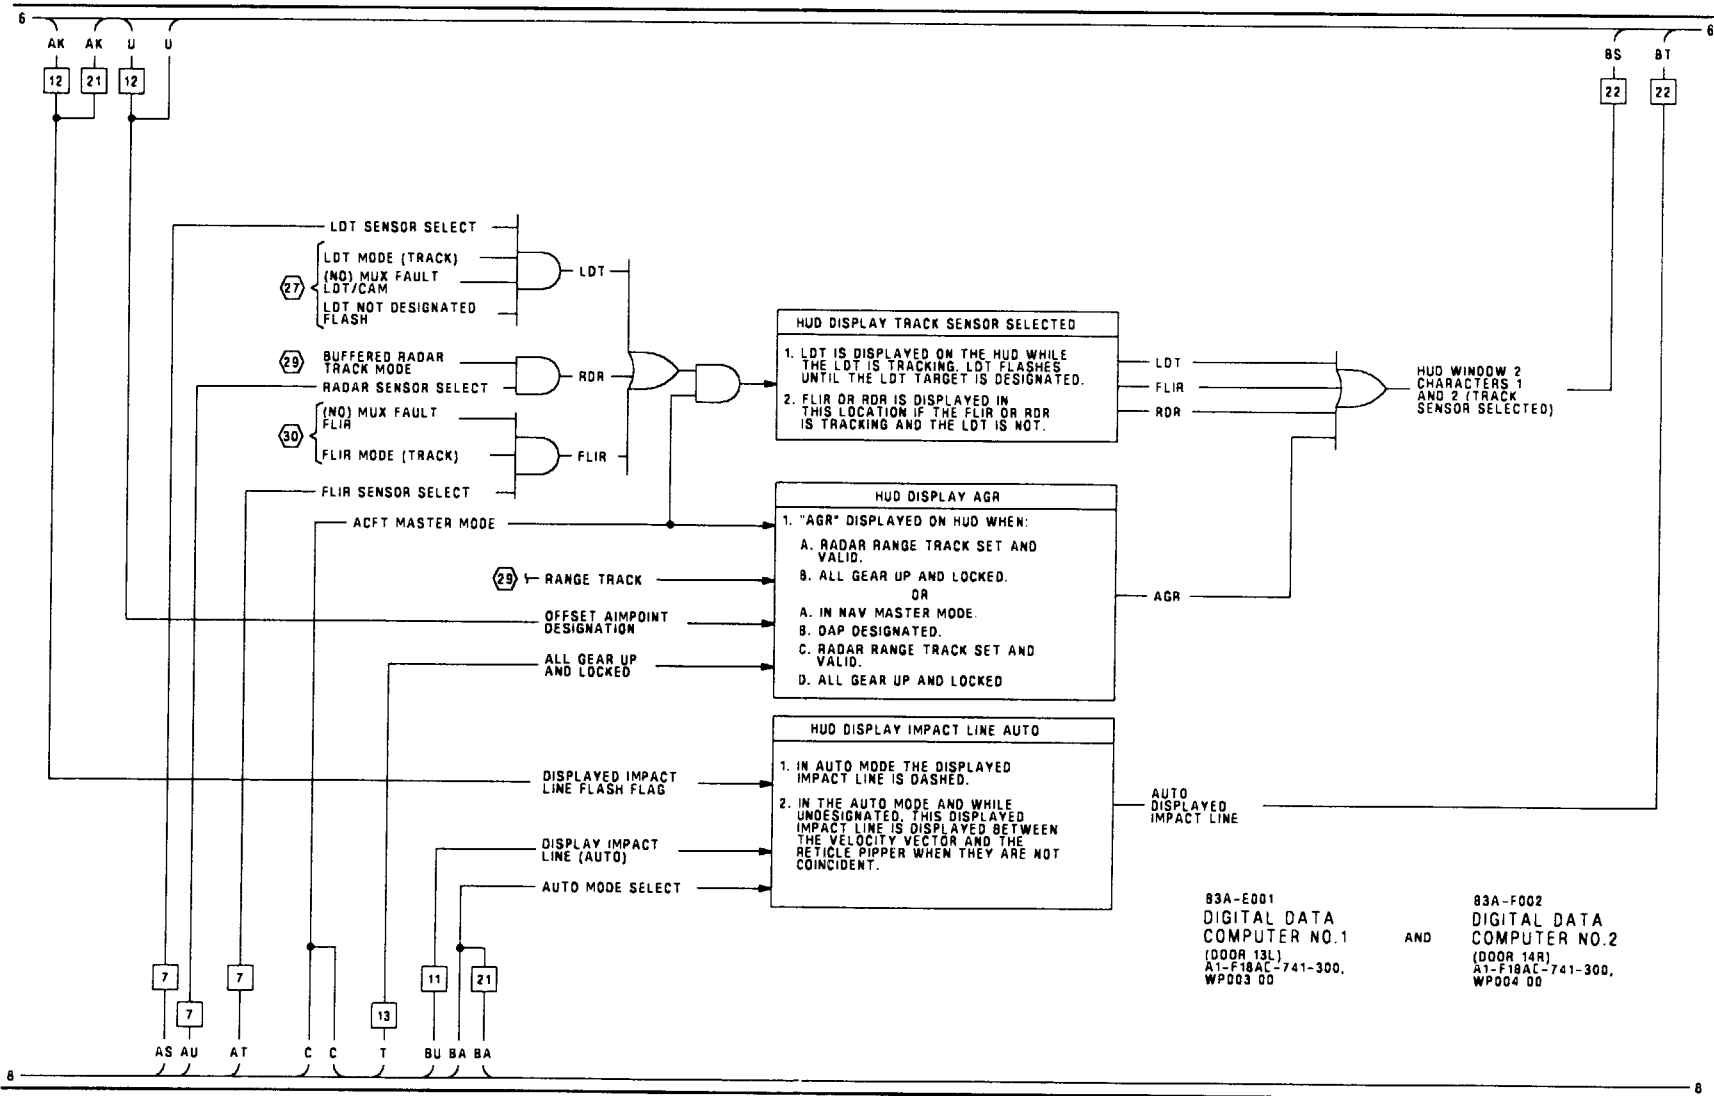 6
6
AK
AK
U
U
BS
BT
12
21
12
22
22
LDT SENSOR SELECT
LDT MODE (TRACK)
(NO) MUX FAULT
LDT/CAM
27
LDT NOT DESIGNATED
FLASH
LDT
29
BUFFERED RADAR
TRACK MODE
RADAR SENSOR SELECT
RDR
(NO) MUX FAULT
FLIR
30
FLIR MODE (TRACK)
FLIR
FLIR SENSOR SELECT
HUD DISPLAY TRACK SENSOR SELECTED
1. LDT IS DISPLAYED ON THE HUD WHILE
THE LDT IS TRACKING. LDT FLASHES
UNTIL THE LDT TARGET IS DESIGNATED.
2. FLIR OR RDR IS DISPLAYED IN
THIS LOCATION IF THE FLIR OR RDR
IS TRACKING AND THE LDT IS NOT.
LDT
FLIR
RDR
HUD WINDOW 2
CHARACTERS 1
AND 2 (TRACK
SENSOR SELECTED)
ACFT MASTER MODE
29
RANGE TRACK
OFFSET AIMPOINT
DESIGNATION
ALL GEAR UP
AND LOCKED
HUD DISPLAY AGR
1. "AGR" DISPLAYED ON HUD WHEN:
A. RADAR RANGE TRACK SET AND
VALID.
B. ALL GEAR UP AND LOCKED.
OR
A. IN NAV MASTER MODE.
B. OAP DESIGNATED.
C. RADAR RANGE TRACK SET AND
VALID.
D. ALL GEAR UP AND LOCKED
AGR
HUD DISPLAY IMPACT LINE AUTO
1. IN AUTO MODE THE DISPLAYED
IMPACT LINE IS DASHED.
2. IN THE AUTO MODE AND WHILE
UNDESIGNATED, THIS DISPLAYED
IMPACT LINE IS DISPLAYED BETWEEN
THE VELOCITY VECTOR AND THE
RETICLE PIPPER WHEN THEY ARE NOT
COINCIDENT.
DISPLAYED IMPACT
LINE FLASH FLAG
DISPLAY IMPACT
LINE (AUTO)
AUTO MODE SELECT
AUTO
DISPLAYED
IMPACT LINE
83A-E001
DIGITAL DATA
COMPUTER NO.1
(DOOR 13L)
A1-F18AC-741-300,
WP003 00
AND
83A-F002
DIGITAL DATA
COMPUTER NO.2
(DOOR 14R)
A1-F18AC-741-300,
WP004 00
7
7
7
13
11
21
AS
AU
AT
C
C
T
BU
BA
BA
8
8